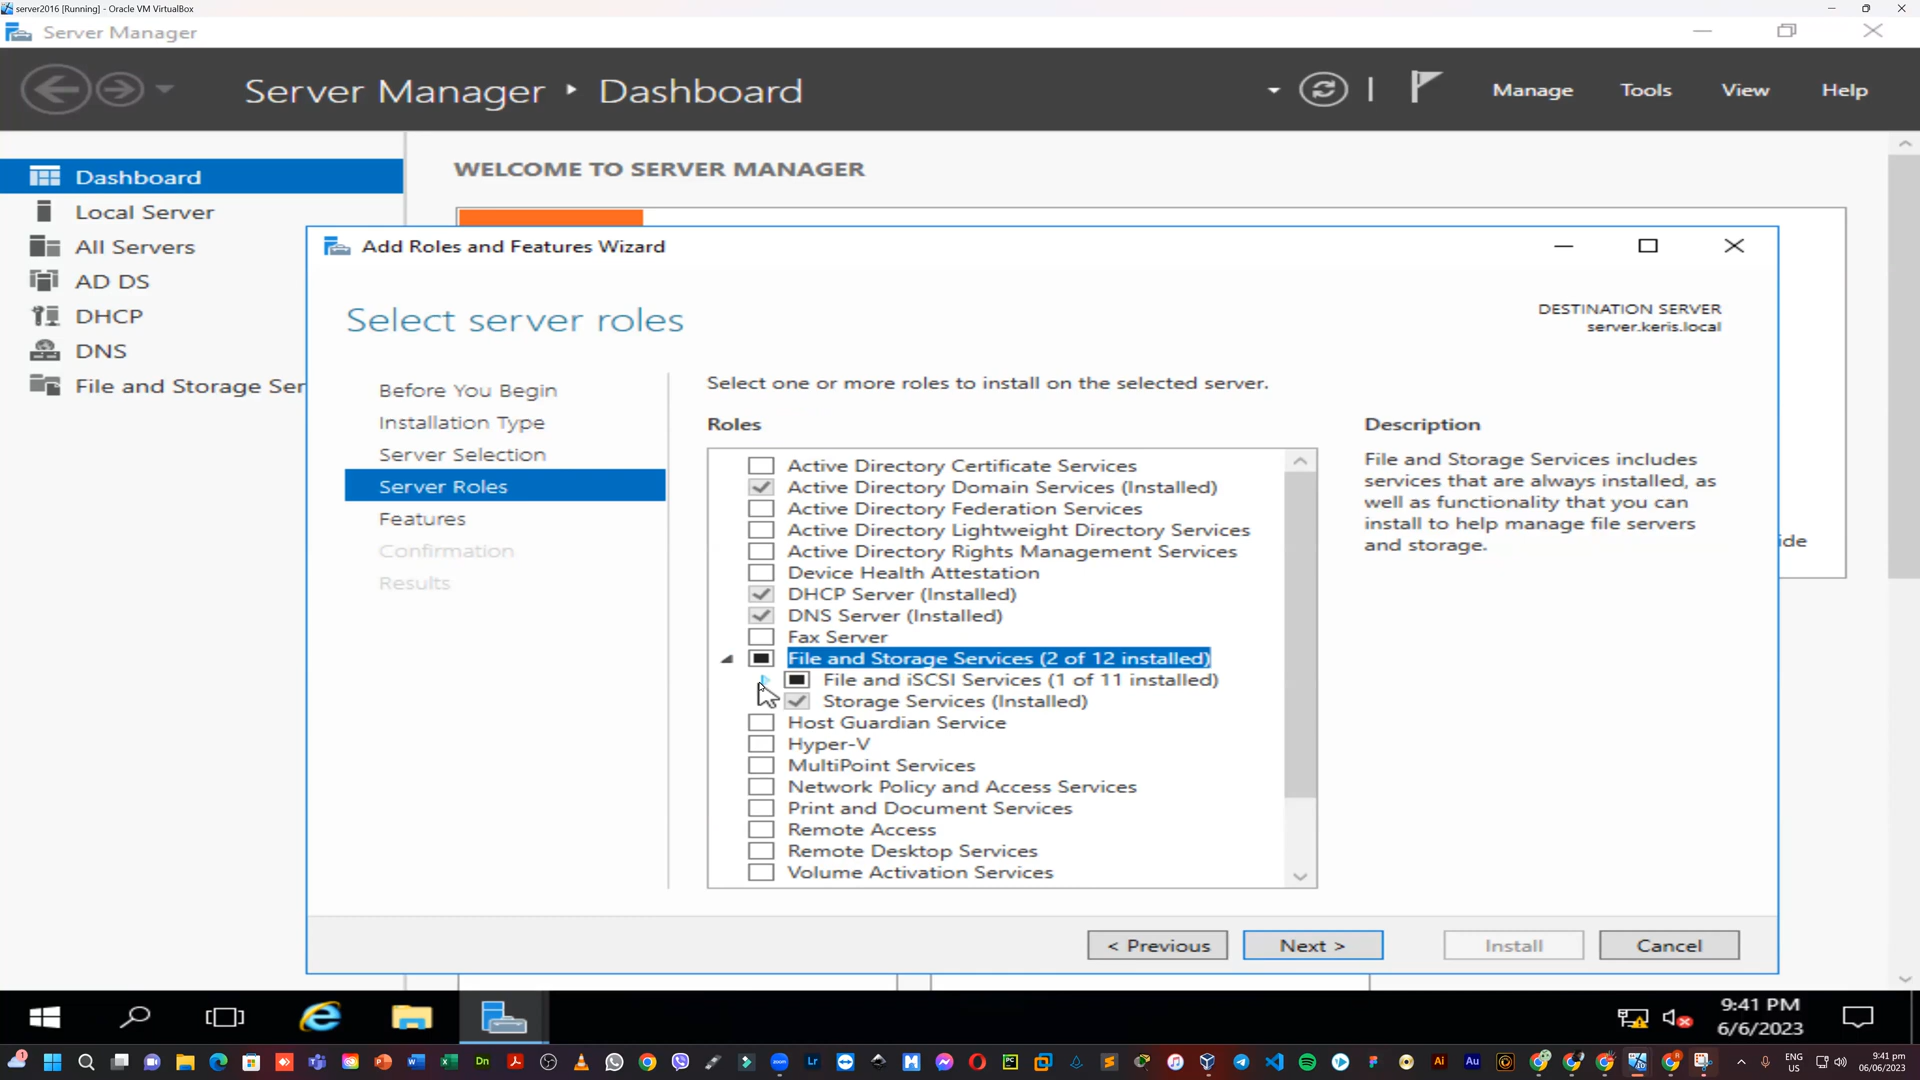 server2016 [Running] - Oracle VM VirtualBox
Server Manager
Server Manager ‣ Dashboard
Manage
Tools
View
Help
Dashboard
Local Server
All Servers
AD DS
DHCP
DNS
File and Storage Ser
WELCOME TO SERVER MANAGER
Add Roles and Features Wizard
Select server roles
DESTINATION SERVER
server.keris.local
Before You Begin
Installation Type
Server Selection
Server Roles
Features
Confirmation
Results
Select one or more roles to install on the selected server.
Roles
Active Directory Certificate Services
Active Directory Domain Services (Installed)
Active Directory Federation Services
Active Directory Lightweight Directory Services
Active Directory Rights Management Services
Device Health Attestation
DHCP Server (Installed)
DNS Server (Installed)
Fax Server
File and Storage Services (2 of 12 installed)
File and iSCSI Services (1 of 11 installed)
Storage Services (Installed)
Host Guardian Service
Hyper-V
MultiPoint Services
Network Policy and Access Services
Print and Document Services
Remote Access
Remote Desktop Services
Volume Activation Services
Description
File and Storage Services includes
services that are always installed, as
well as functionality that you can
install to help manage file servers
and storage.
ide
< Previous
Next >
Install
Cancel
9:41 PM
6/6/2023
Dn
Lr
PC
Ai
Au
ENG
US
9:41 pm
06/06/2023